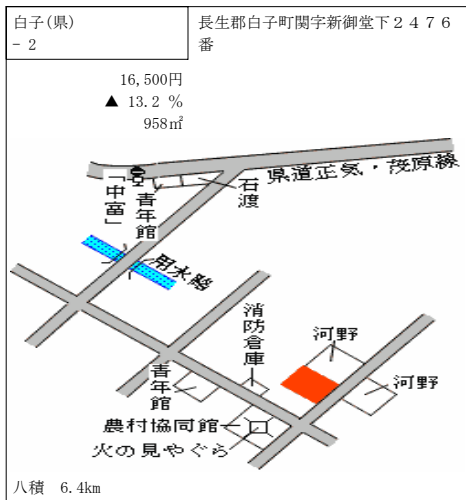 白子(県)
－2
長生郡白子町関字新御堂下２４７６
番
16,500円
▲ 13.2 %
958㎡
県道正気・茂原線
石渡
青年館
「中富」
用水路
消防倉庫
河野
河野
青年館
農村協同館
火の見やぐら
八積 6.4km